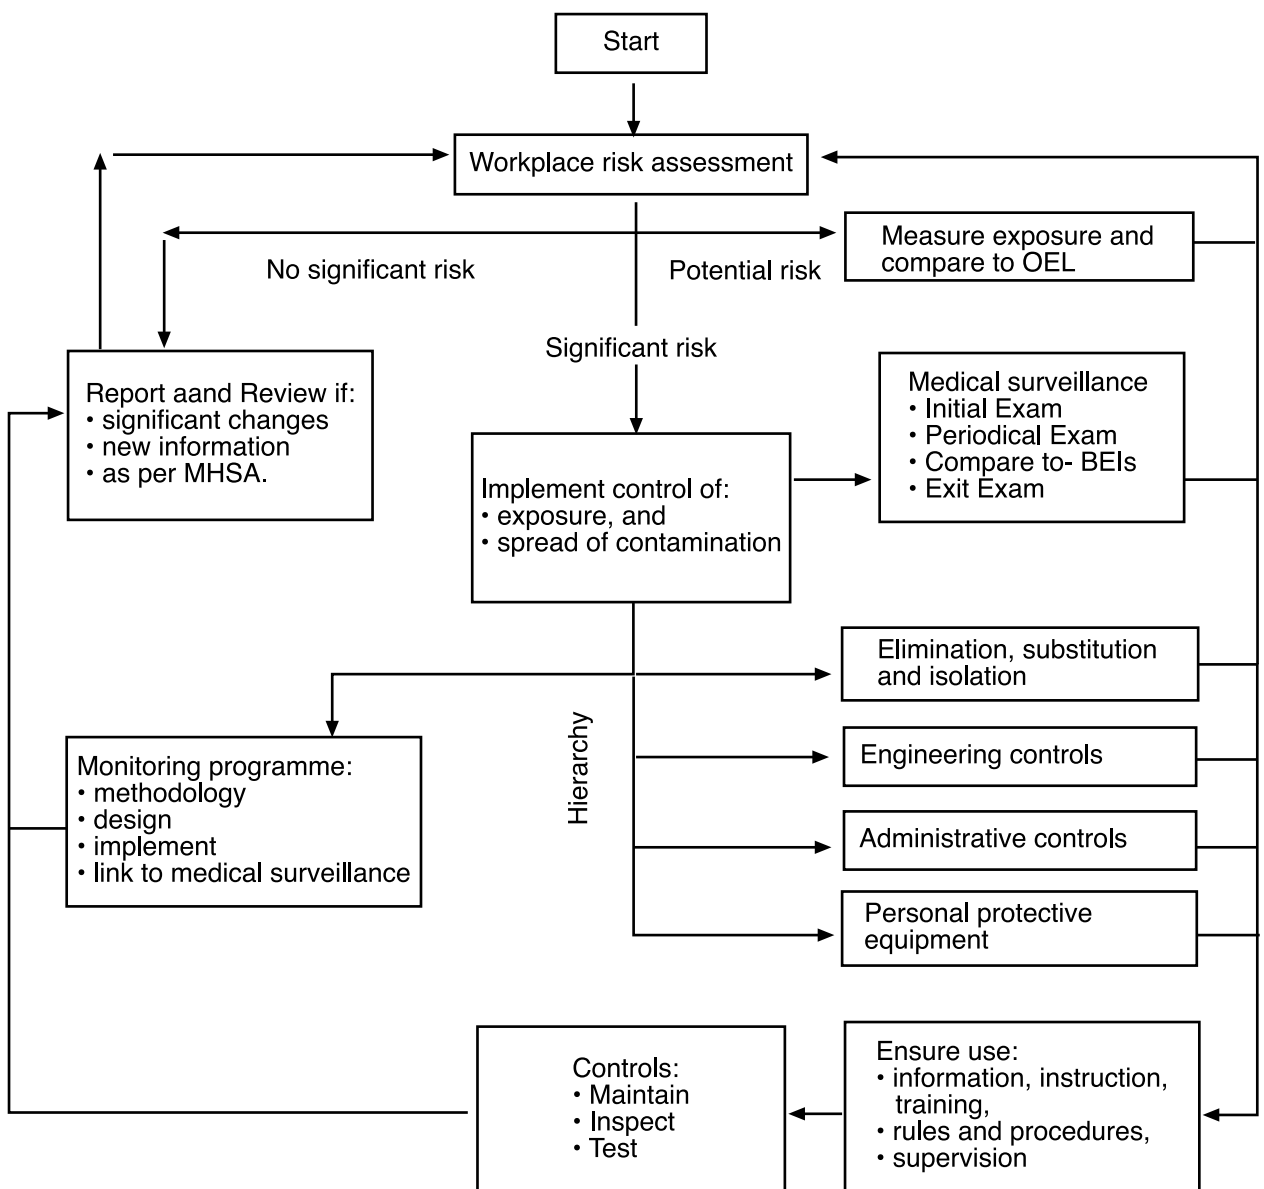 Start
Workplace risk assessment
Measure exposure and
compare to OEL
No significant risk
Potential risk
Significant risk
Report aand Review if:
• significant changes
• new information
• as per MHSA.
Medical surveillance
• Initial Exam
• Periodical Exam
• Compare to- BEIs
• Exit Exam
Implement control of:
• exposure, and
• spread of contamination
Elimination, substitution
and isolation
Hierarchy
Engineering controls
Monitoring programme:
• methodology
• design
• implement
• link to medical surveillance
Administrative controls
Personal protective
equipment
Controls:
• Maintain
• Inspect
• Test
Ensure use:
• information, instruction,
training,
• rules and procedures,
• supervision